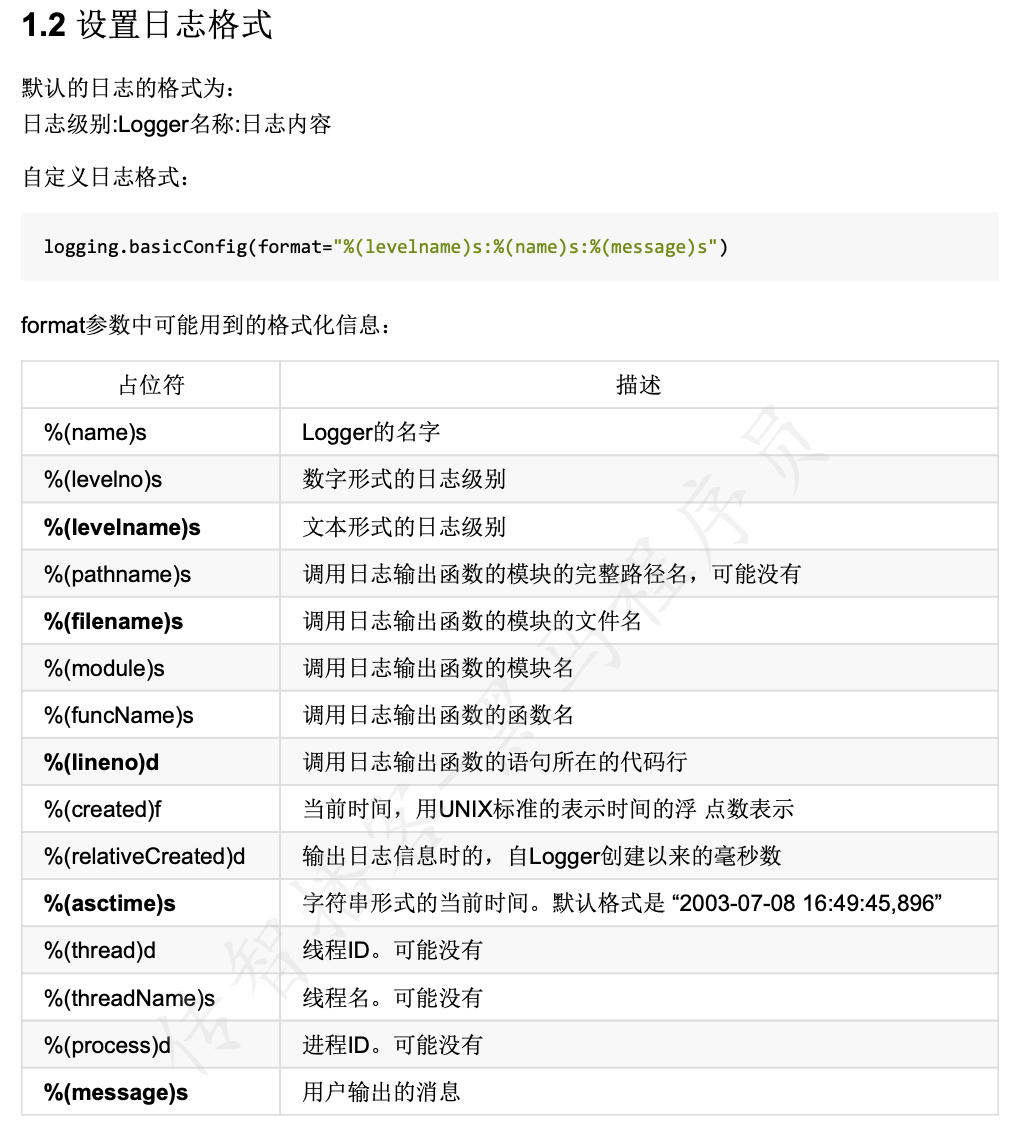 1.2 设置日志格式
默认的日志的格式为：
日志级别:Logger名称:日志内容
自定义日志格式：
logging.basicConfig(format="%(levelname)s:%(name)s:%(message)s")
format参数中可能用到的格式化信息：
占位符 描述
%(name)s Logger的名字
%(levelno)s 数字形式的日志级别
%(levelname)s 文本形式的日志级别
%(pathname)s 调用日志输出函数的模块的完整路径名，可能没有
%(filename)s 调用日志输出函数的模块的文件名
%(module)s 调用日志输出函数的模块名
%(funcName)s 调用日志输出函数的函数名
%(lineno)d 调用日志输出函数的语句所在的代码行
%(created)f 当前时间，用UNIX标准的表示时间的浮 点数表示
%(relativeCreated)d 输出日志信息时的，自Logger创建以来的毫秒数
%(asctime)s 字符串形式的当前时间。默认格式是 “2003-07-08 16:49:45,896”
%(thread)d 线程ID。可能没有
%(threadName)s 线程名。可能没有
%(process)d 进程ID。可能没有
%(message)s 用户输出的消息
传智播客-黑马程序员